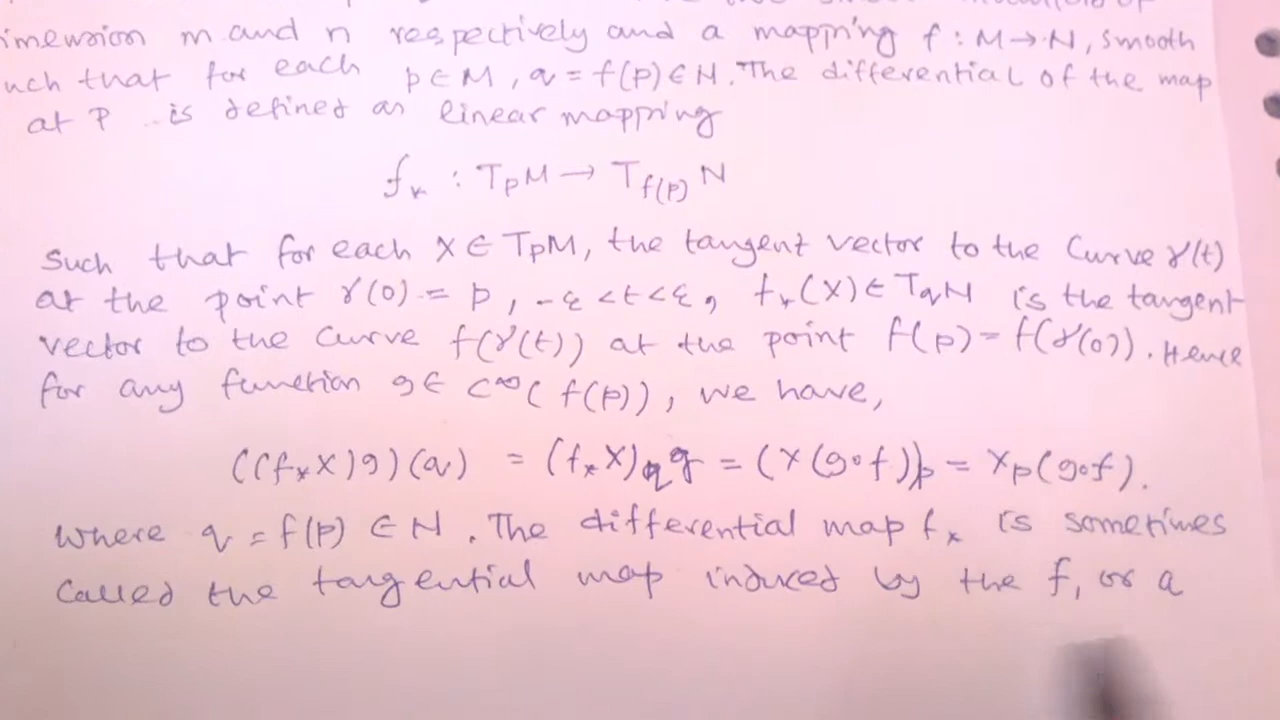 imension m and n respectively and a mapping f : M → N, smooth
uch that for each p ∈ M, q = f(p) ∈ N. The differential of the map
at P is defined as linear mapping
f* : TpM → Tf(p) N
Such that for each X ∈ TpM, the tangent vector to the Curve γ(t)
at the point γ(0) = p, -ε < t < ε, f*(X) ∈ TqN is the tangent
vector to the curve f(γ(t)) at the point f(p) = f(γ(0)). Hence
for any function g ∈ C∞(f(p)), we have,
((f*X)g)(q) = (f*X)q g = (X(g∘f))p = Xp(g∘f).
where q = f(p) ∈ N. The differential map f* is sometimes
called the tangential map induced by the f, or a